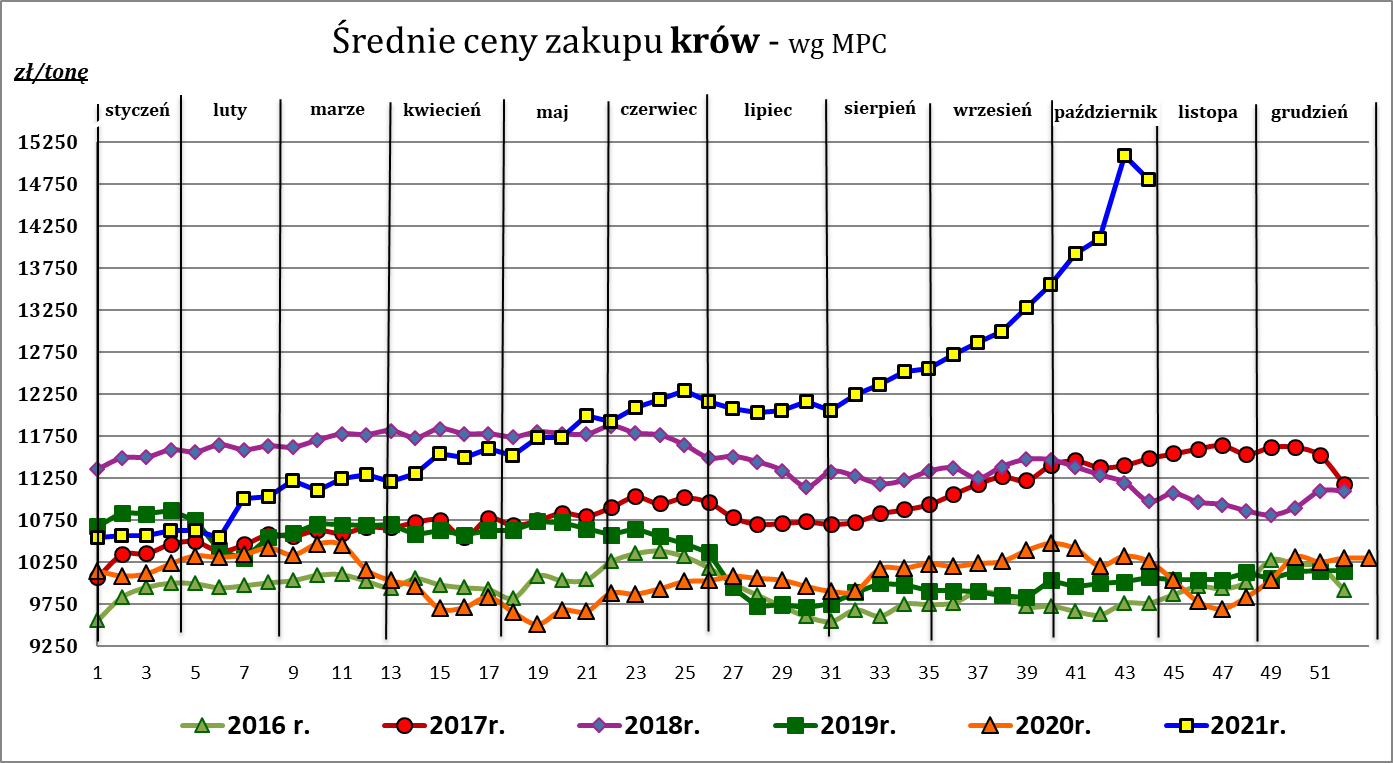 Średnie ceny zakupu krów - wg MPC
zł/tonę
styczeń luty marze kwiecień maj czerwiec lipiec sierpień wrzesień październik listopa grudzień
15250
14750
14250
13750
13250
12750
12250
11750
11250
10750
10250
9750
9250
1 3 5 7 9 11 13 15 17 19 21 23 25 27 29 31 33 35 37 39 41 43 45 47 49 51
2016 r. 2017r. 2018r. 2019r. 2020r. 2021r.